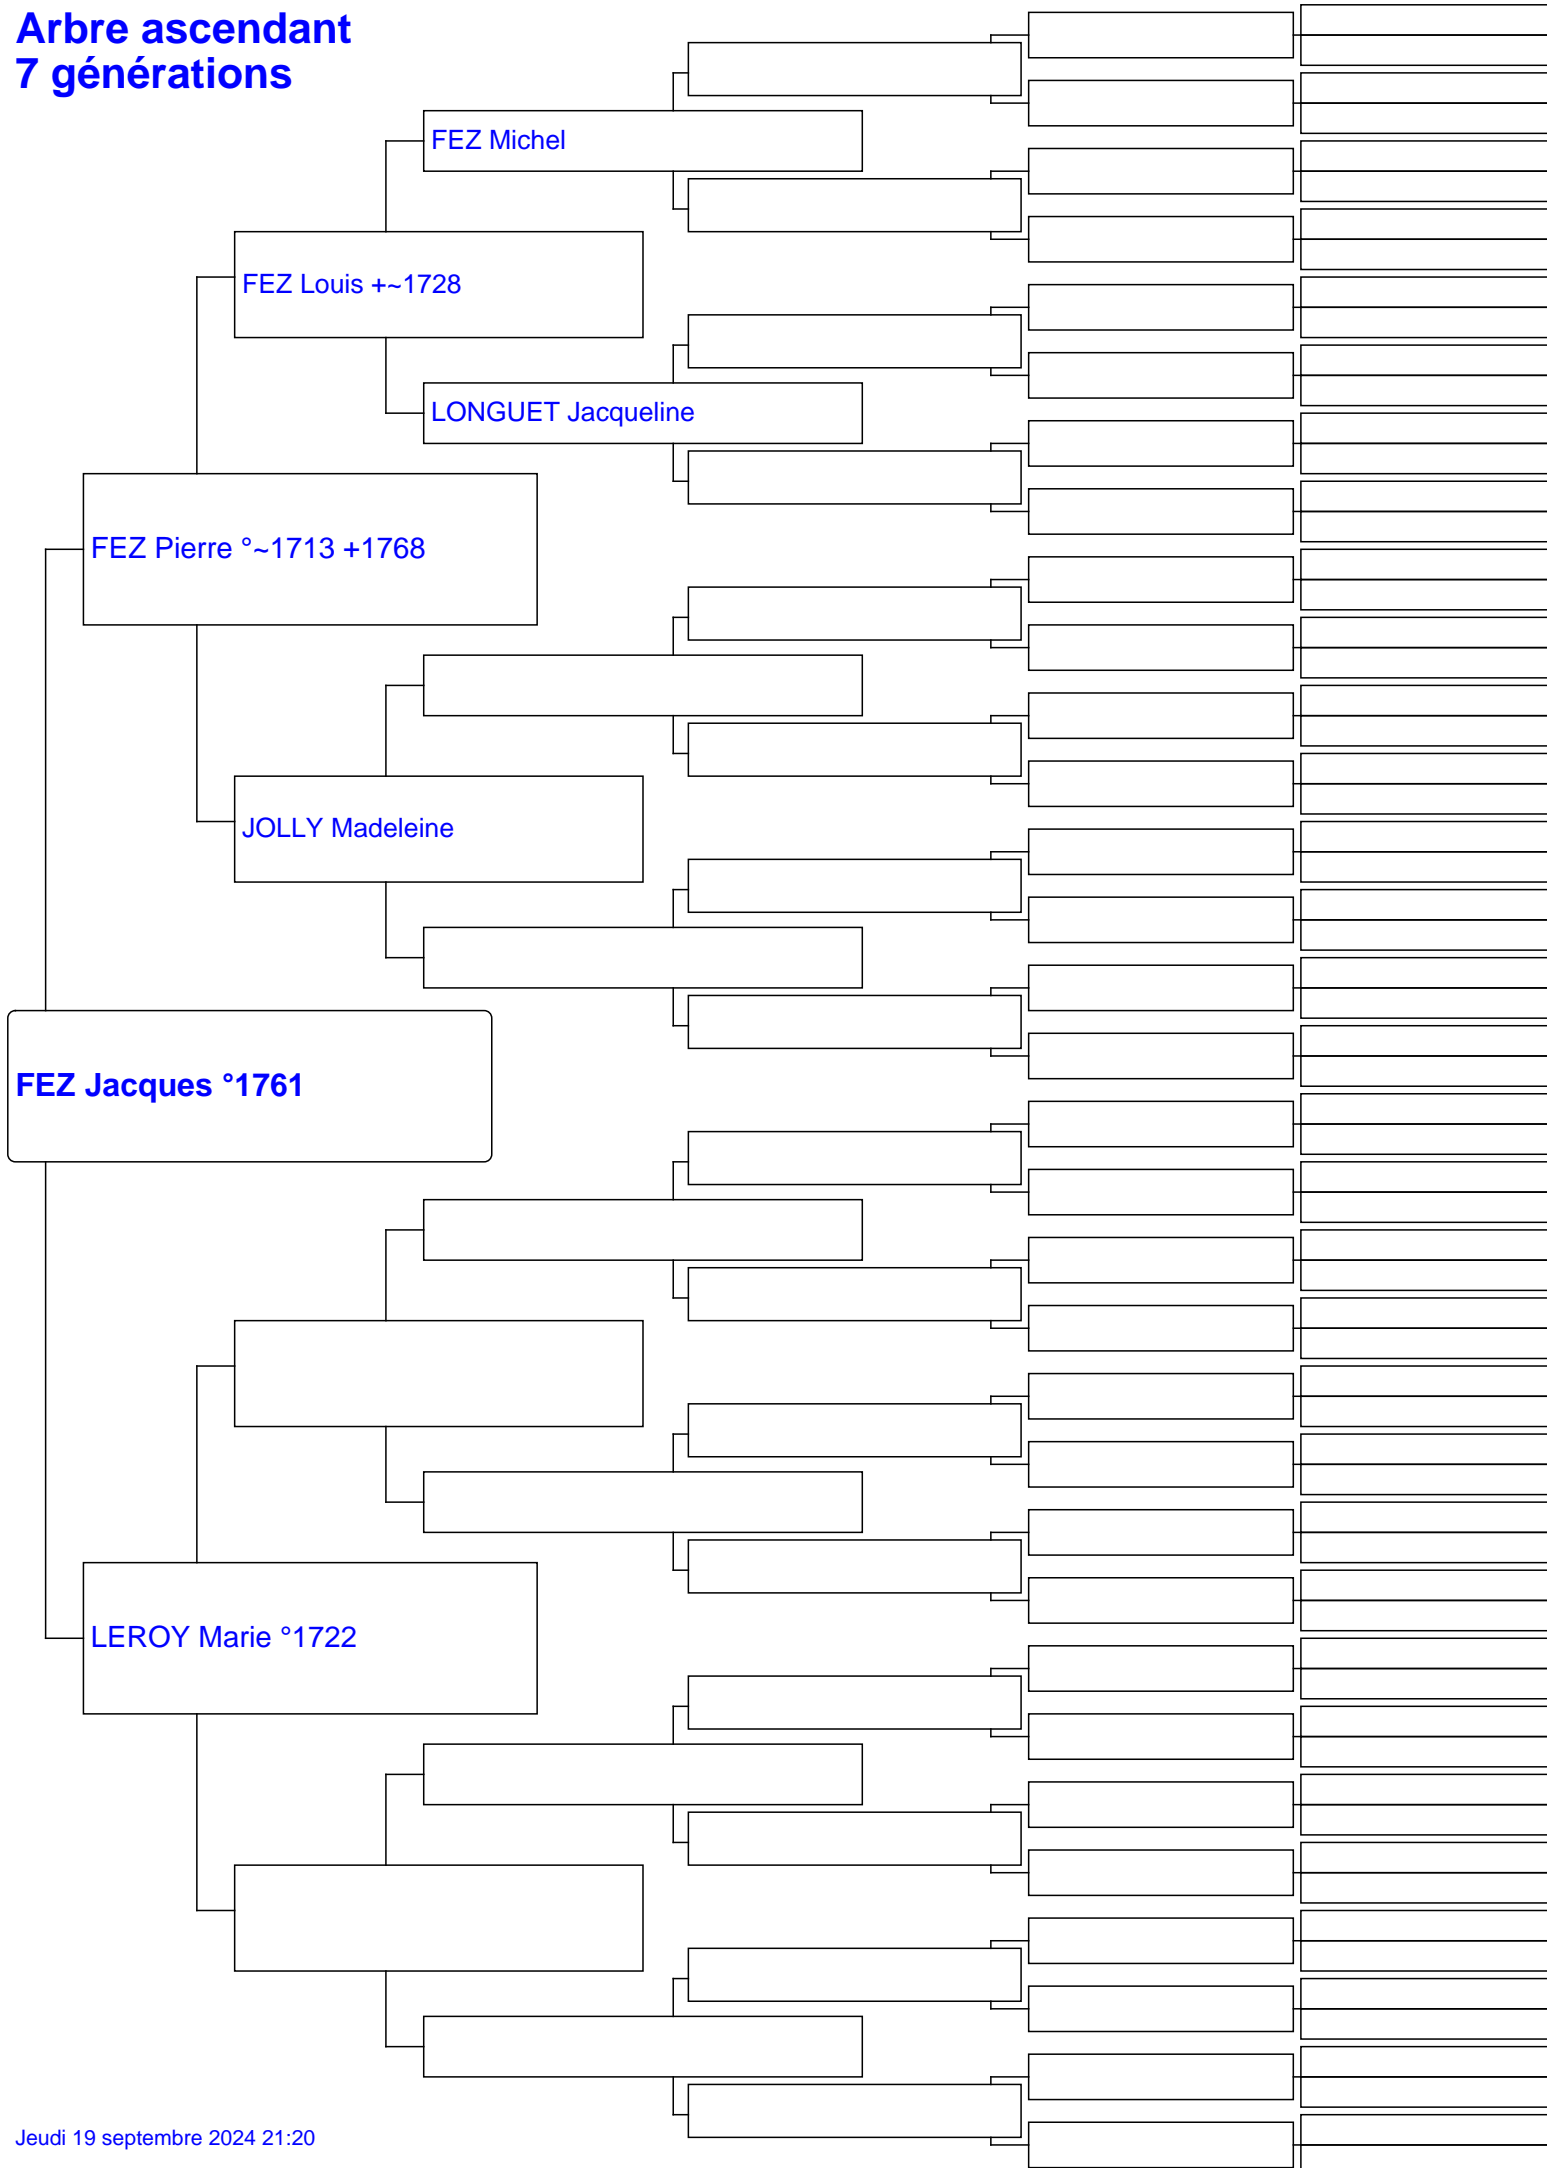 Arbre ascendant
7 générations
FEZ Michel
FEZ Louis +~1728
LONGUET Jacqueline
FEZ Pierre °~1713 +1768
JOLLY Madeleine
FEZ Jacques °1761
LEROY Marie °1722
Jeudi 19 septembre 2024 21:20